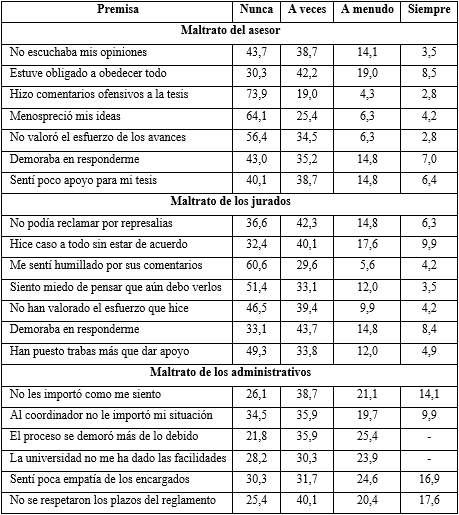 Premisa Nunca A veces A menudo Siempre
Maltrato del asesor
No escuchaba mis opiniones 43,7 38,7 14,1 3,5
Estuve obligado a obedecer todo 30,3 42,2 19,0 8,5
Hizo comentarios ofensivos a la tesis 73,9 19,0 4,3 2,8
Menospreció mis ideas 64,1 25,4 6,3 4,2
No valoró el esfuerzo de los avances 56,4 34,5 6,3 2,8
Demoraba en responderme 43,0 35,2 14,8 7,0
Sentí poco apoyo para mi tesis 40,1 38,7 14,8 6,4
Maltrato de los jurados
No podía reclamar por represalias 36,6 42,3 14,8 6,3
Hice caso a todo sin estar de acuerdo 32,4 40,1 17,6 9,9
Me sentí humillado por sus comentarios 60,6 29,6 5,6 4,2
Siento miedo de pensar que aún debo verlos 51,4 33,1 12,0 3,5
No han valorado el esfuerzo que hice 46,5 39,4 9,9 4,2
Demoraba en responderme 33,1 43,7 14,8 8,4
Han puesto trabas más que dar apoyo 49,3 33,8 12,0 4,9
Maltrato de los administrativos
No les importó como me siento 26,1 38,7 21,1 14,1
Al coordinador no le importó mi situación 34,5 35,9 19,7 9,9
El proceso se demoró más de lo debido 21,8 35,9 25,4 -
La universidad no me ha dado las facilidades 28,2 30,3 23,9 -
Sentí poca empatía de los encargados 30,3 31,7 24,6 16,9
No se respetaron los plazos del reglamento 25,4 40,1 20,4 17,6